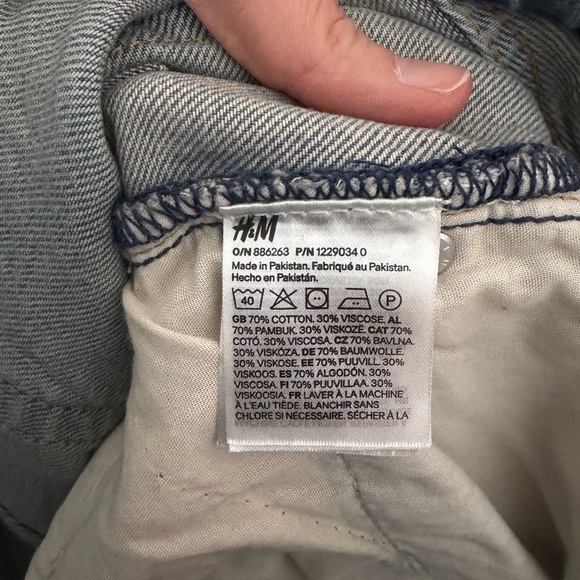 H&M
O/N 886263 P/N 1229034 0
Made in Pakistan. Fabriqué au Pakistan.
Hecho en Pakistán.
40 P
GB 70% COTTON. 30% VISCOSE. AL
70% PAMBUK. 30% VISKOZË. CAT 70%
COTÓ. 30% VISCOSA. CZ 70% BAVLNA.
30% VISKÓZA. DE 70% BAUMWOLLE.
30% VISKOSE. EE 70% PUUVILL. 30%
VISKOOS. ES 70% ALGODÓN. 30%
VISCOSA. FI 70% PUUVILLAA. 30%
VISKOOSIA. FR LAVER À LA MACHINE
À L'EAU TIÈDE. BLANCHIR SANS
CHLORE SI NÉCESSAIRE. SÉCHER À LA